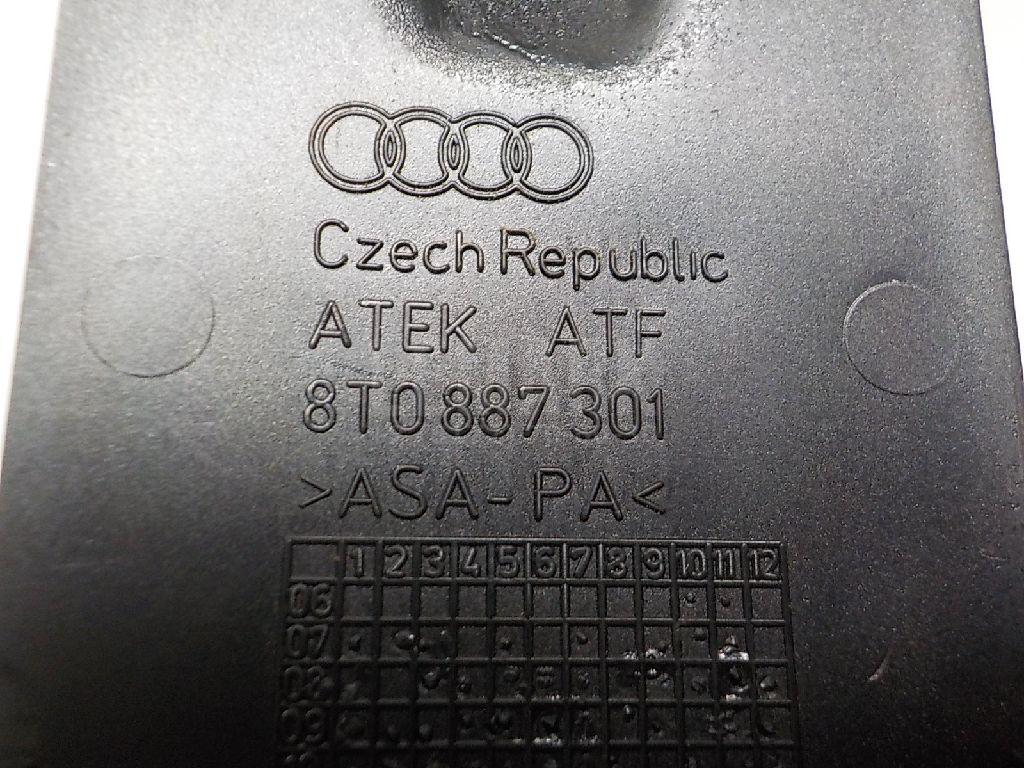 Czech Republic
ATEK ATF
8T0 887 301
>ASA-PA<
1 2 3 4 5 6 7 8 9 10 11 12
06
07
08
09